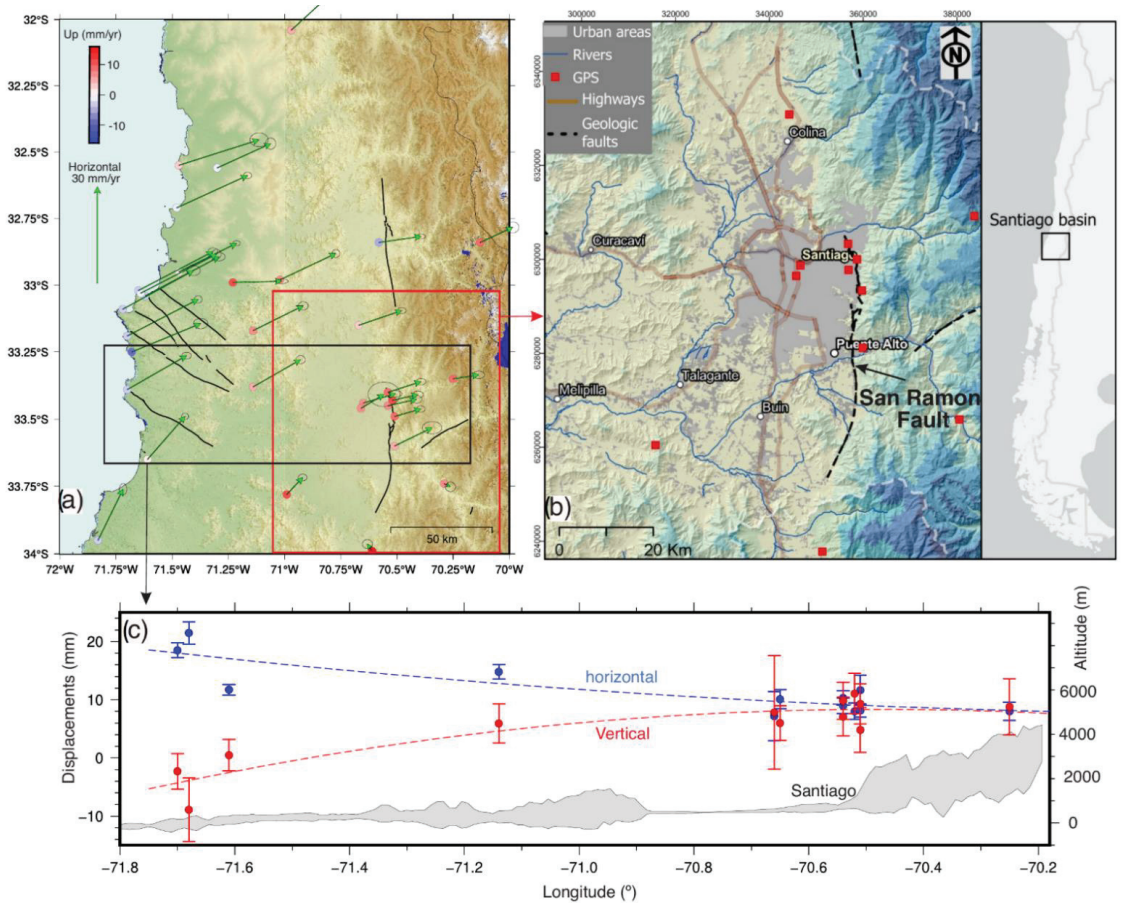 Up (mm/yr)
10
0
-10
Horizontal
30 mm/yr
32°S
32.25°S
32.5°S
32.75°S
33°S
33.25°S
33.5°S
33.75°S
34°S
72°W
71.75°W
71.5°W
71.25°W
71°W
70.75°W
70.5°W
70.25°W
70°W
(a)
50 km
300000
320000
340000
360000
380000
6340000
6320000
6300000
6280000
6260000
6240000
Urban areas
Rivers
GPS
Highways
Geologic
faults
N
Colina
Curacaví
Santiago
Puente Alto
Talagante
Melipilla
Buin
San Ramon
Fault
(b)
0
20 Km
Santiago basin
(c)
Displacements (mm)
20
10
0
−10
horizontal
Vertical
Santiago
Altitude (m)
6000
4000
2000
0
−71.8
−71.6
−71.4
−71.2
−71.0
−70.8
−70.6
−70.4
−70.2
Longitude (º)